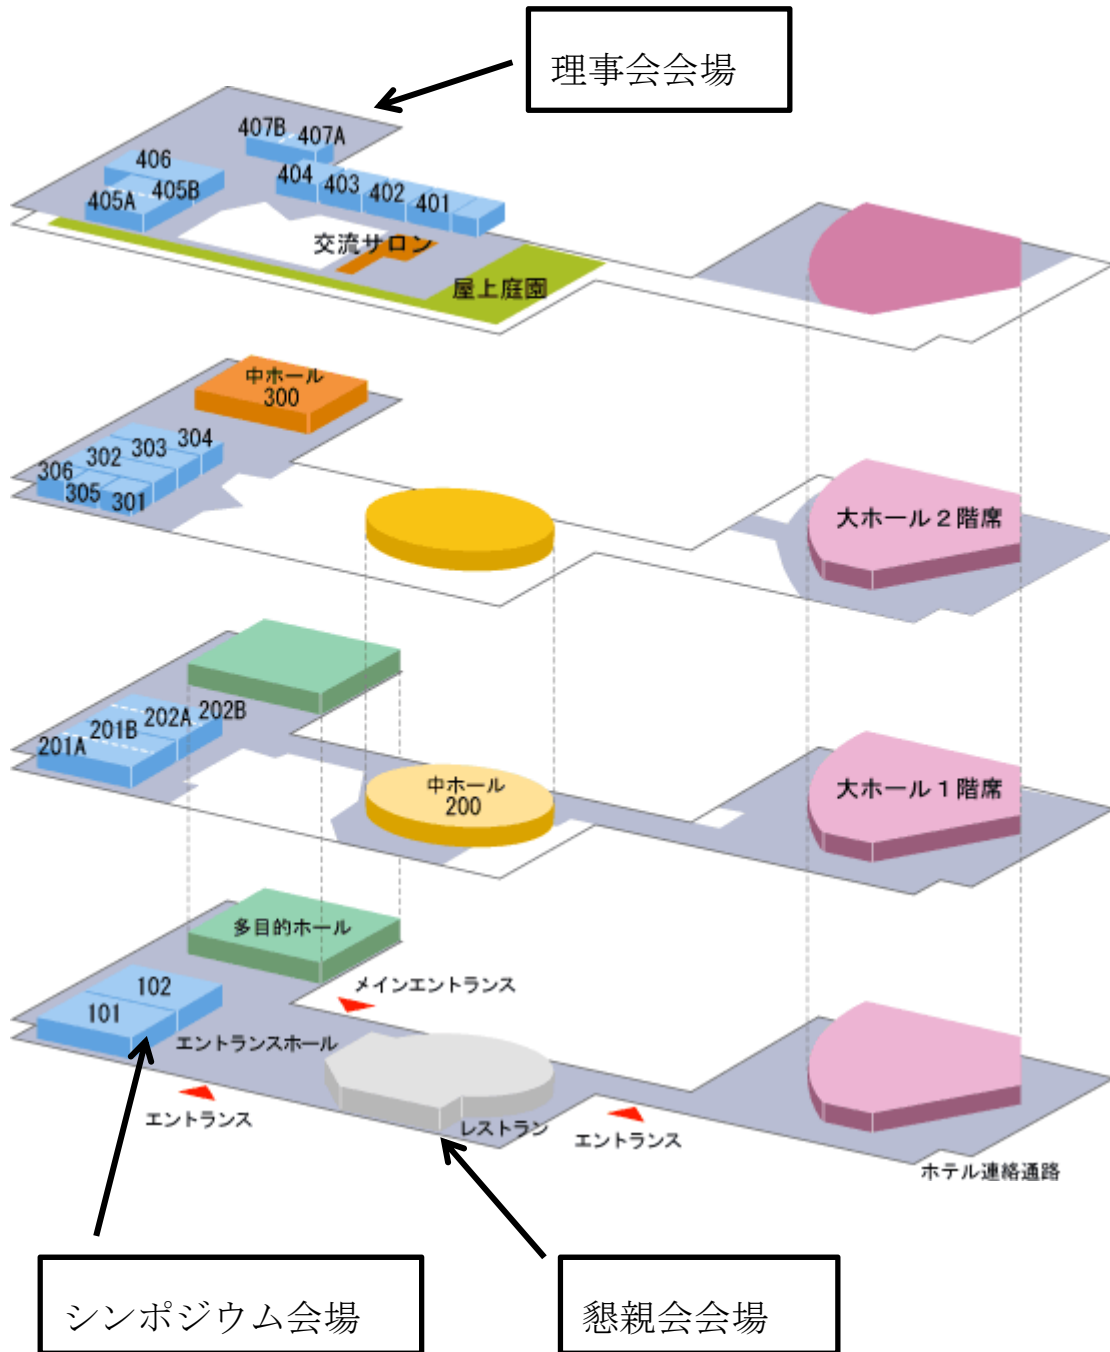 理事会会場
407B
407A
406
404
403
402
401
405B
405A
交流サロン
屋上庭園
中ホール
300
304
303
302
306
305
301
大ホール2階席
202B
202A
201B
201A
中ホール
200
大ホール1階席
多目的ホール
メインエントランス
102
101
エントランスホール
エントランス
レストラン
エントランス
ホテル連絡通路
シンポジウム会場
懇親会会場